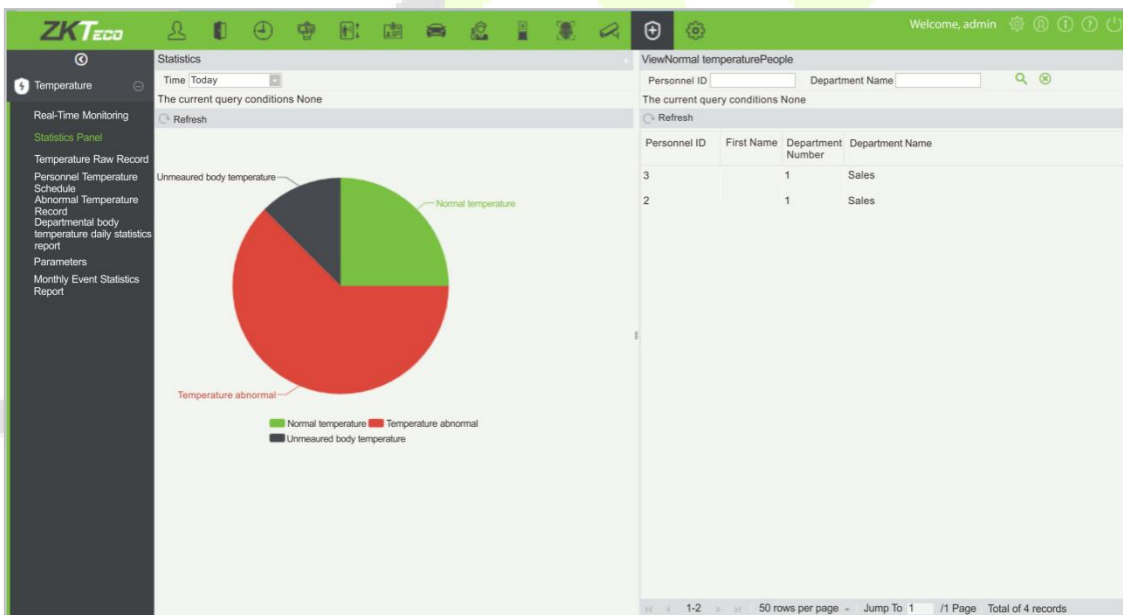 ZKTECO
Welcome, admin
Temperature
Real-Time Monitoring
Statistics Panel
Temperature Raw Record
Personnel Temperature
Schedule
Abnormal Temperature
Record
Departmental body
temperature daily statistics
report
Parameters
Monthly Event Statistics
Report
Statistics
Time Today
The current query conditions None
Refresh
Unmeaured body temperature
Normal temperature
Temperature abnormal
Normal temperature Temperature abnormal
Unmeaured body temperature
ViewNormal temperaturePeople
Personnel ID Department Name
The current query conditions None
Refresh
Personnel ID First Name Department Number Department Name
3 1 Sales
2 1 Sales
1-2 50 rows per page Jump To 1 /1 Page Total of 4 records